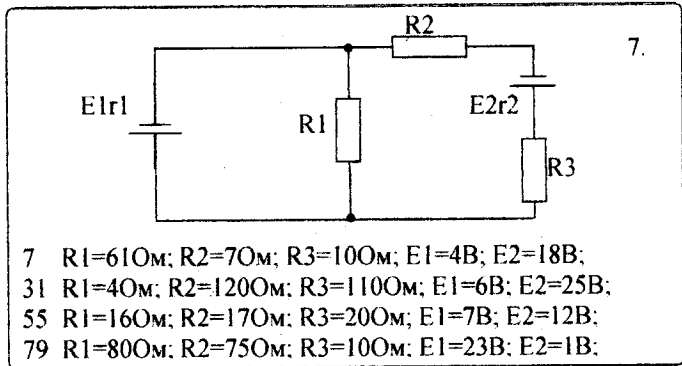 R2
7.
E1r1
E2r2
R1
R3
7 R1=61Ом; R2=7Ом; R3=10Ом; E1=4В; E2=18В;
31 R1=4Ом; R2=120Ом; R3=110Ом; E1=6В; E2=25В;
55 R1=16Ом; R2=17Ом; R3=20Ом; E1=7В; E2=12В;
79 R1=80Ом; R2=75Ом; R3=10Ом; E1=23В; E2=1В;